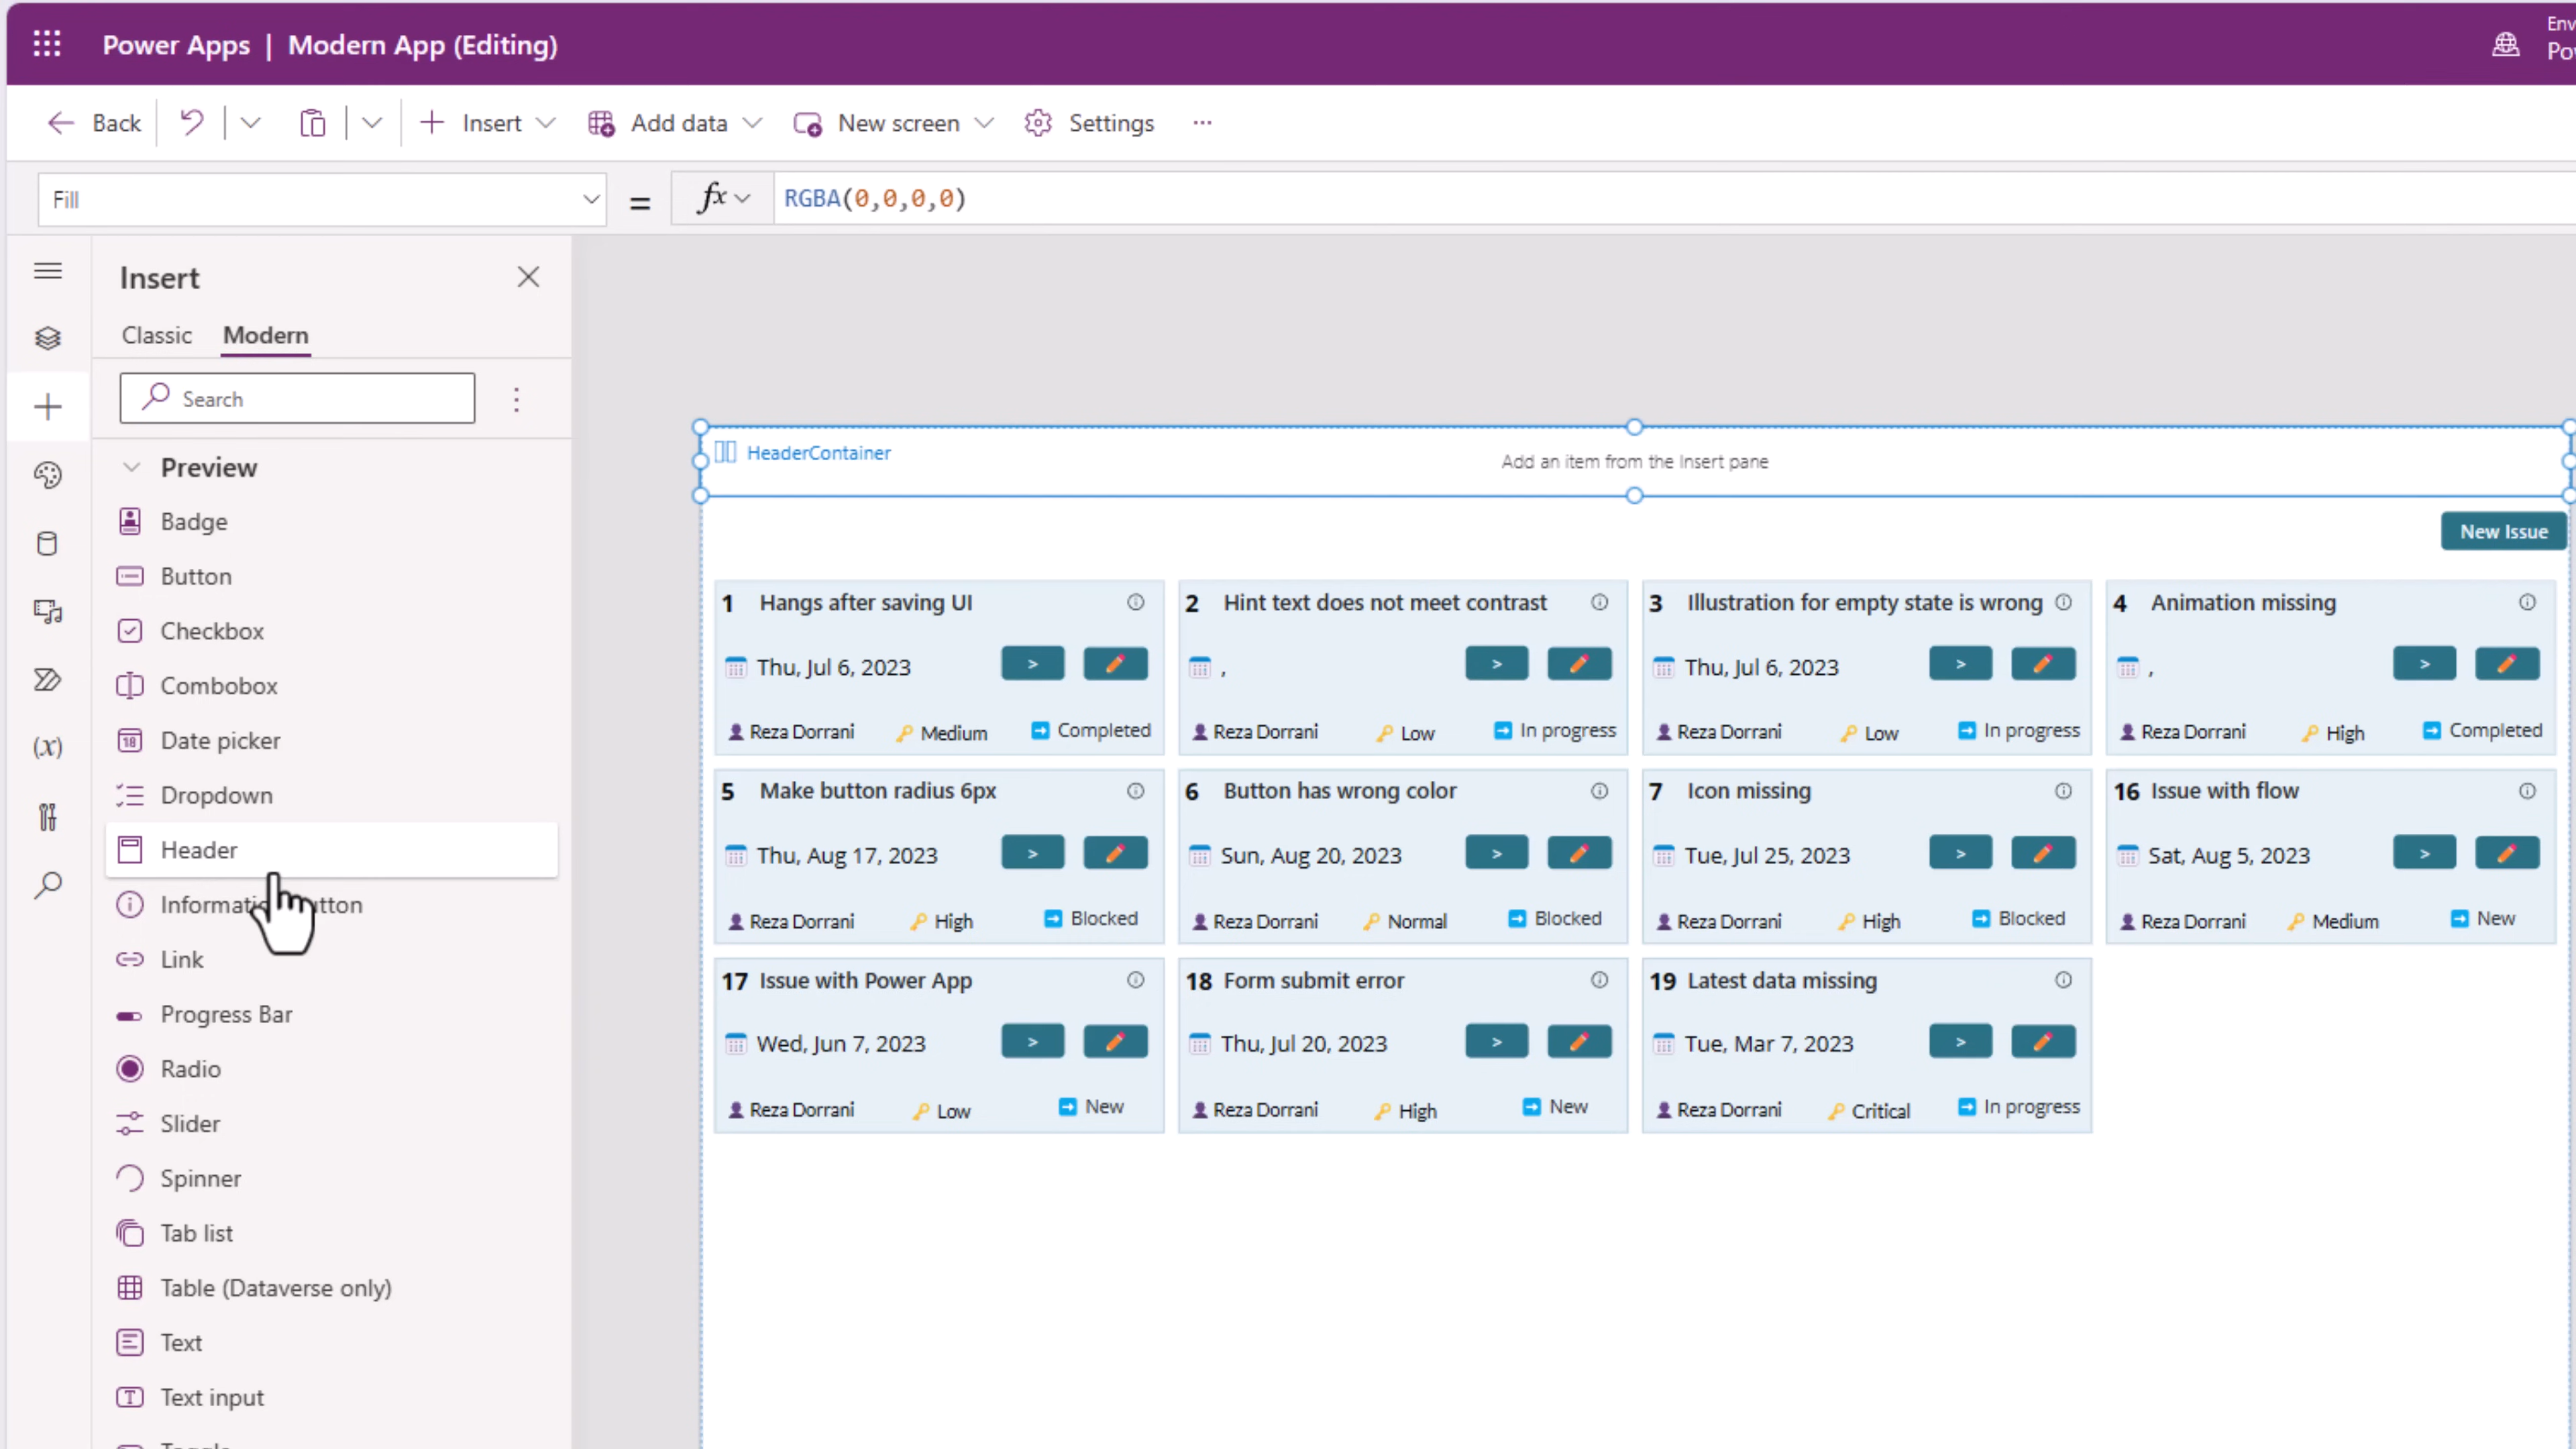 Power Apps | Modern App (Editing)
Env
Po
Back
Insert
Add data
New screen
Settings
Fill
=
fx
RGBA(0,0,0,0)
Insert
Classic
Modern
Search
Preview
Badge
Button
Checkbox
Combobox
Date picker
Dropdown
Header
Link
Progress Bar
Radio
Slider
Spinner
Tab list
Table (Dataverse only)
Text
Text input
(x)
HeaderContainer
Add an item from the Insert pane
New Issue
1 Hangs after saving UI
Thu, Jul 6, 2023 >
Reza Dorrani Medium Completed
2 Hint text does not meet contrast
, >
Reza Dorrani Low In progress
3 Illustration for empty state is wrong
Thu, Jul 6, 2023 >
Reza Dorrani Low In progress
4 Animation missing
, >
Reza Dorrani High Completed
5 Make button radius 6px
Thu, Aug 17, 2023 >
Reza Dorrani High Blocked
6 Button has wrong color
Sun, Aug 20, 2023 >
Reza Dorrani Normal Blocked
7 Icon missing
Tue, Jul 25, 2023 >
Reza Dorrani High Blocked
16 Issue with flow
Sat, Aug 5, 2023 >
Reza Dorrani Medium New
17 Issue with Power App
Wed, Jun 7, 2023 >
Reza Dorrani Low New
18 Form submit error
Thu, Jul 20, 2023 >
Reza Dorrani High New
19 Latest data missing
Tue, Mar 7, 2023 >
Reza Dorrani Critical In progress